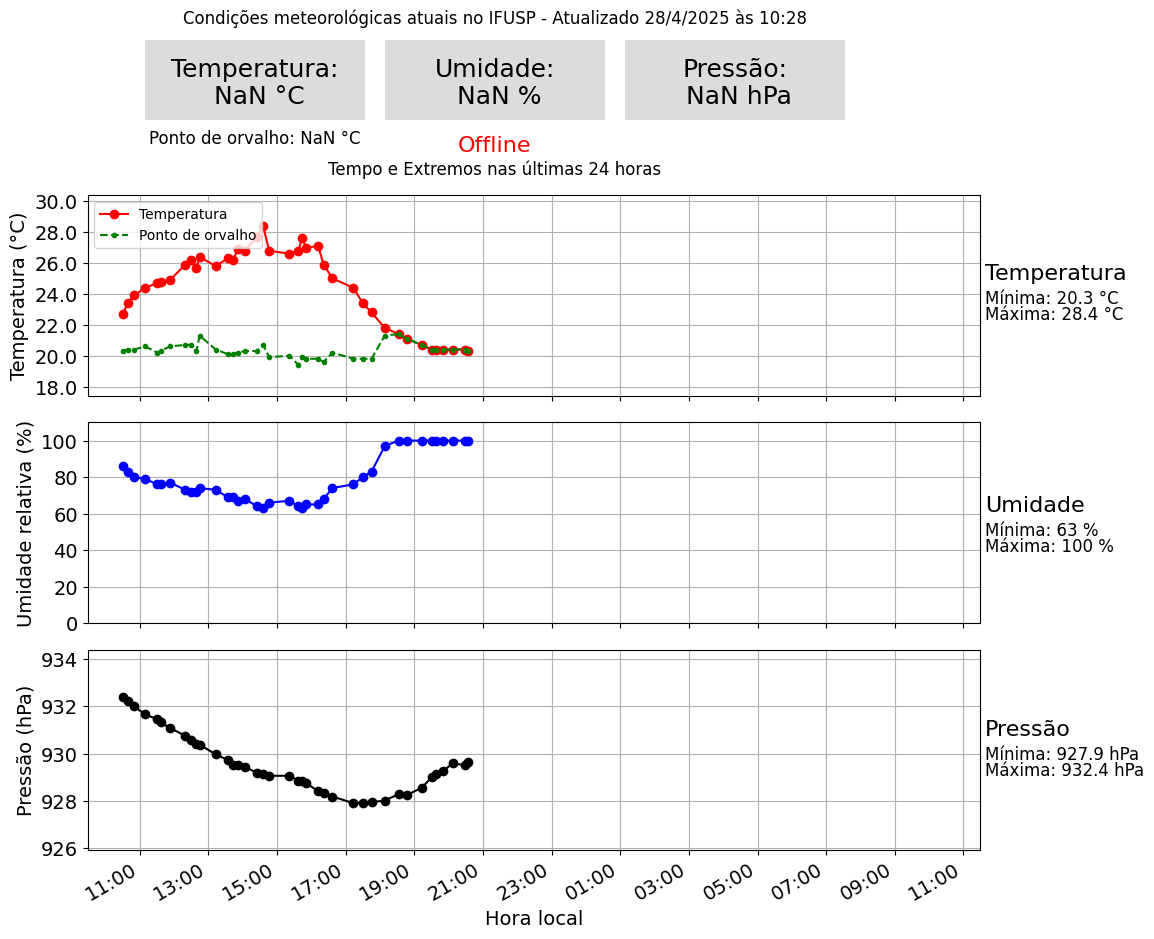 Condições meteorológicas atuais no IFUSP - Atualizado 28/4/2025 às 10:28
Temperatura:
NaN °C
Umidade:
NaN %
Pressão:
NaN hPa
Ponto de orvalho: NaN °C
Offline
Tempo e Extremos nas últimas 24 horas
Temperatura (°C)
30.0
28.0
26.0
24.0
22.0
20.0
18.0
Temperatura
Ponto de orvalho
Temperatura
Mínima: 20.3 °C
Máxima: 28.4 °C
Umidade relativa (%)
100
80
60
40
20
0
Umidade
Mínima: 63 %
Máxima: 100 %
Pressão (hPa)
934
932
930
928
926
Pressão
Mínima: 927.9 hPa
Máxima: 932.4 hPa
11:00
13:00
15:00
17:00
19:00
21:00
23:00
01:00
03:00
05:00
07:00
09:00
11:00
Hora local